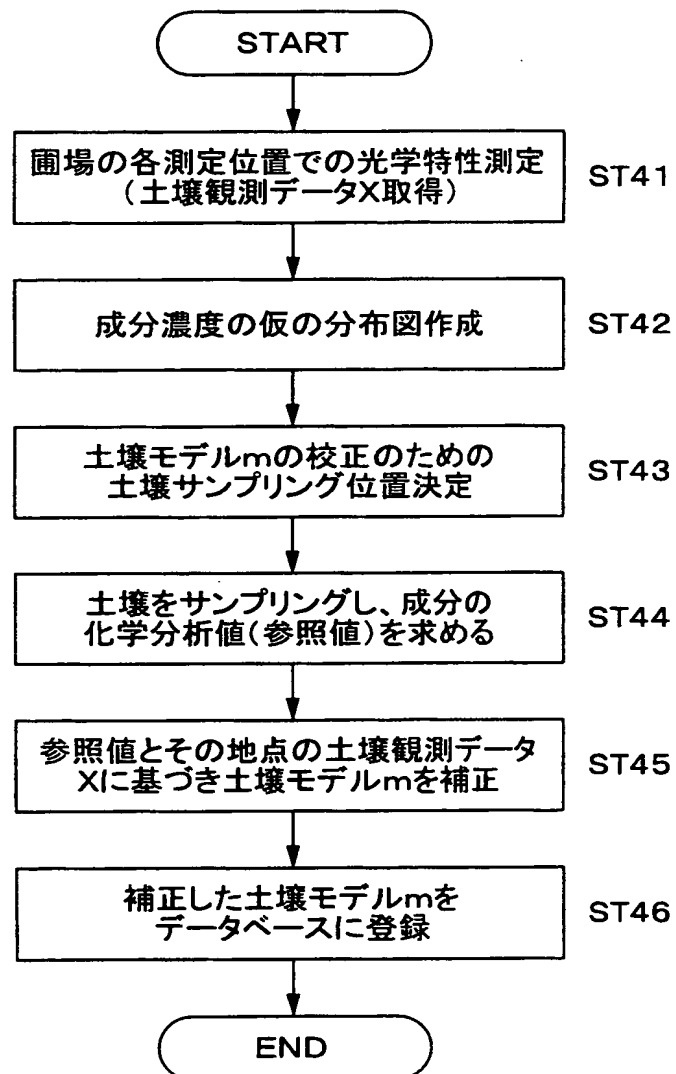 START
圃場の各測定位置での光学特性測定
(土壌観測データX取得)
ST41
成分濃度の仮の分布図作成
ST42
土壌モデルmの校正のための
土壌サンプリング位置決定
ST43
土壌をサンプリングし、成分の
化学分析値(参照値)を求める
ST44
参照値とその地点の土壌観測データ
Xに基づき土壌モデルmを補正
ST45
補正した土壌モデルmを
データベースに登録
ST46
END